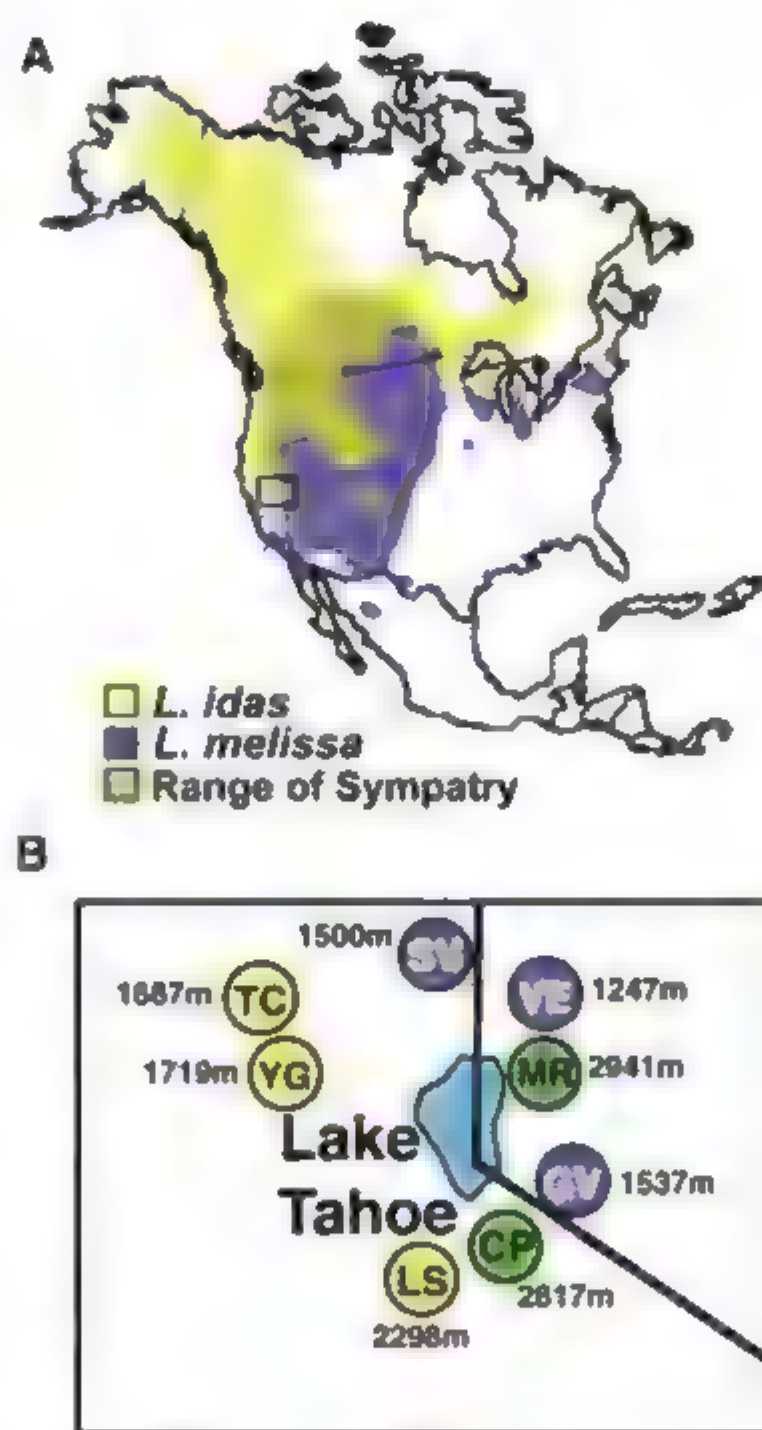 A
L. idas
L. melissa
Range of Sympatry
B
1500m
SV
TC
VE
1247m
1719m
YG
MR
2941m
Lake
Tahoe
GV
1537m
CP
LS
2817m
2298m